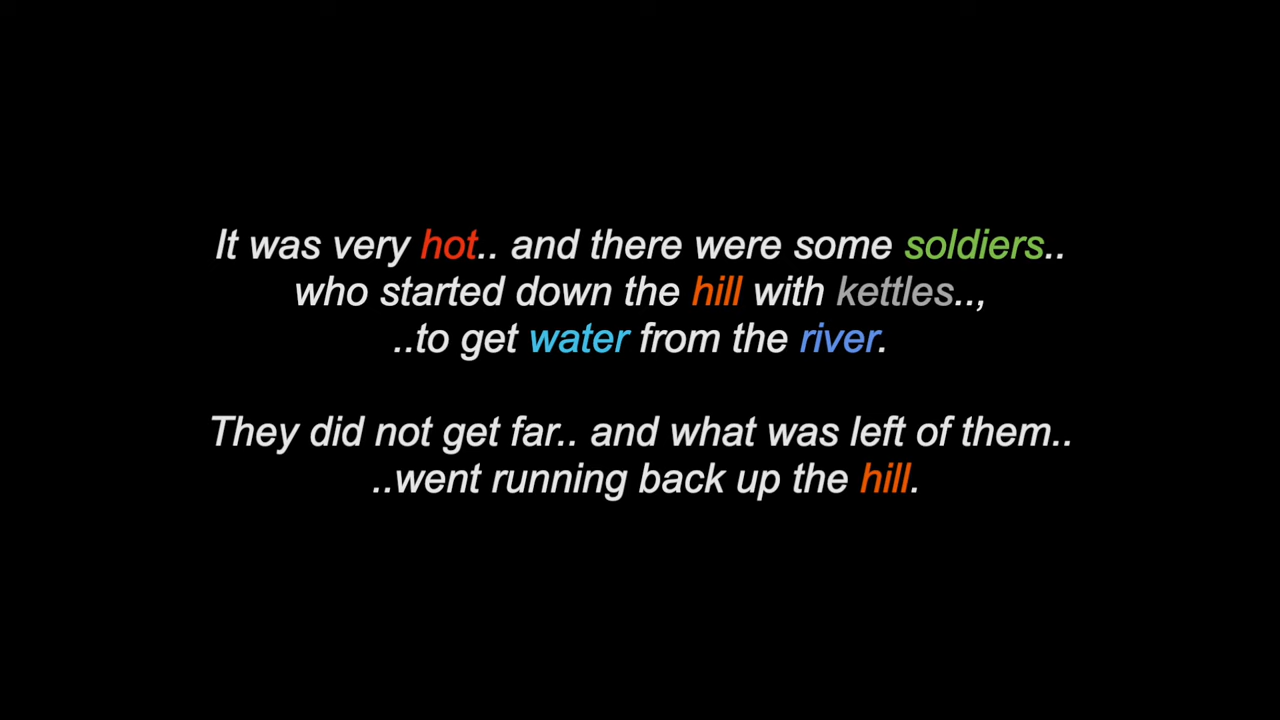 It was very hot.. and there were some soldiers..
who started down the hill with kettles..,
..to get water from the river.
They did not get far.. and what was left of them..
..went running back up the hill.